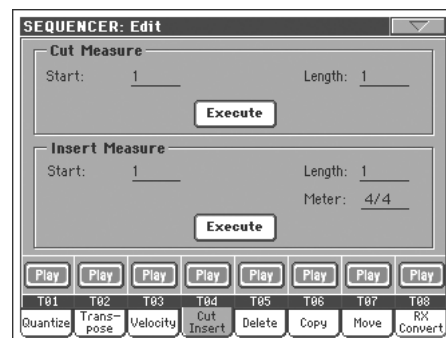 SEQUENCER: Edit
Cut Measure
Start: 1 Length: 1
Execute
Insert Measure
Start: 1 Length: 1
Meter: 4/4
Execute
Play Play Play Play Play Play Play Play
T01 T02 T03 T04 T05 T06 T07 T08
Quantize Trans- Velocity Cut Delete Copy Move RX
pose Insert Convert